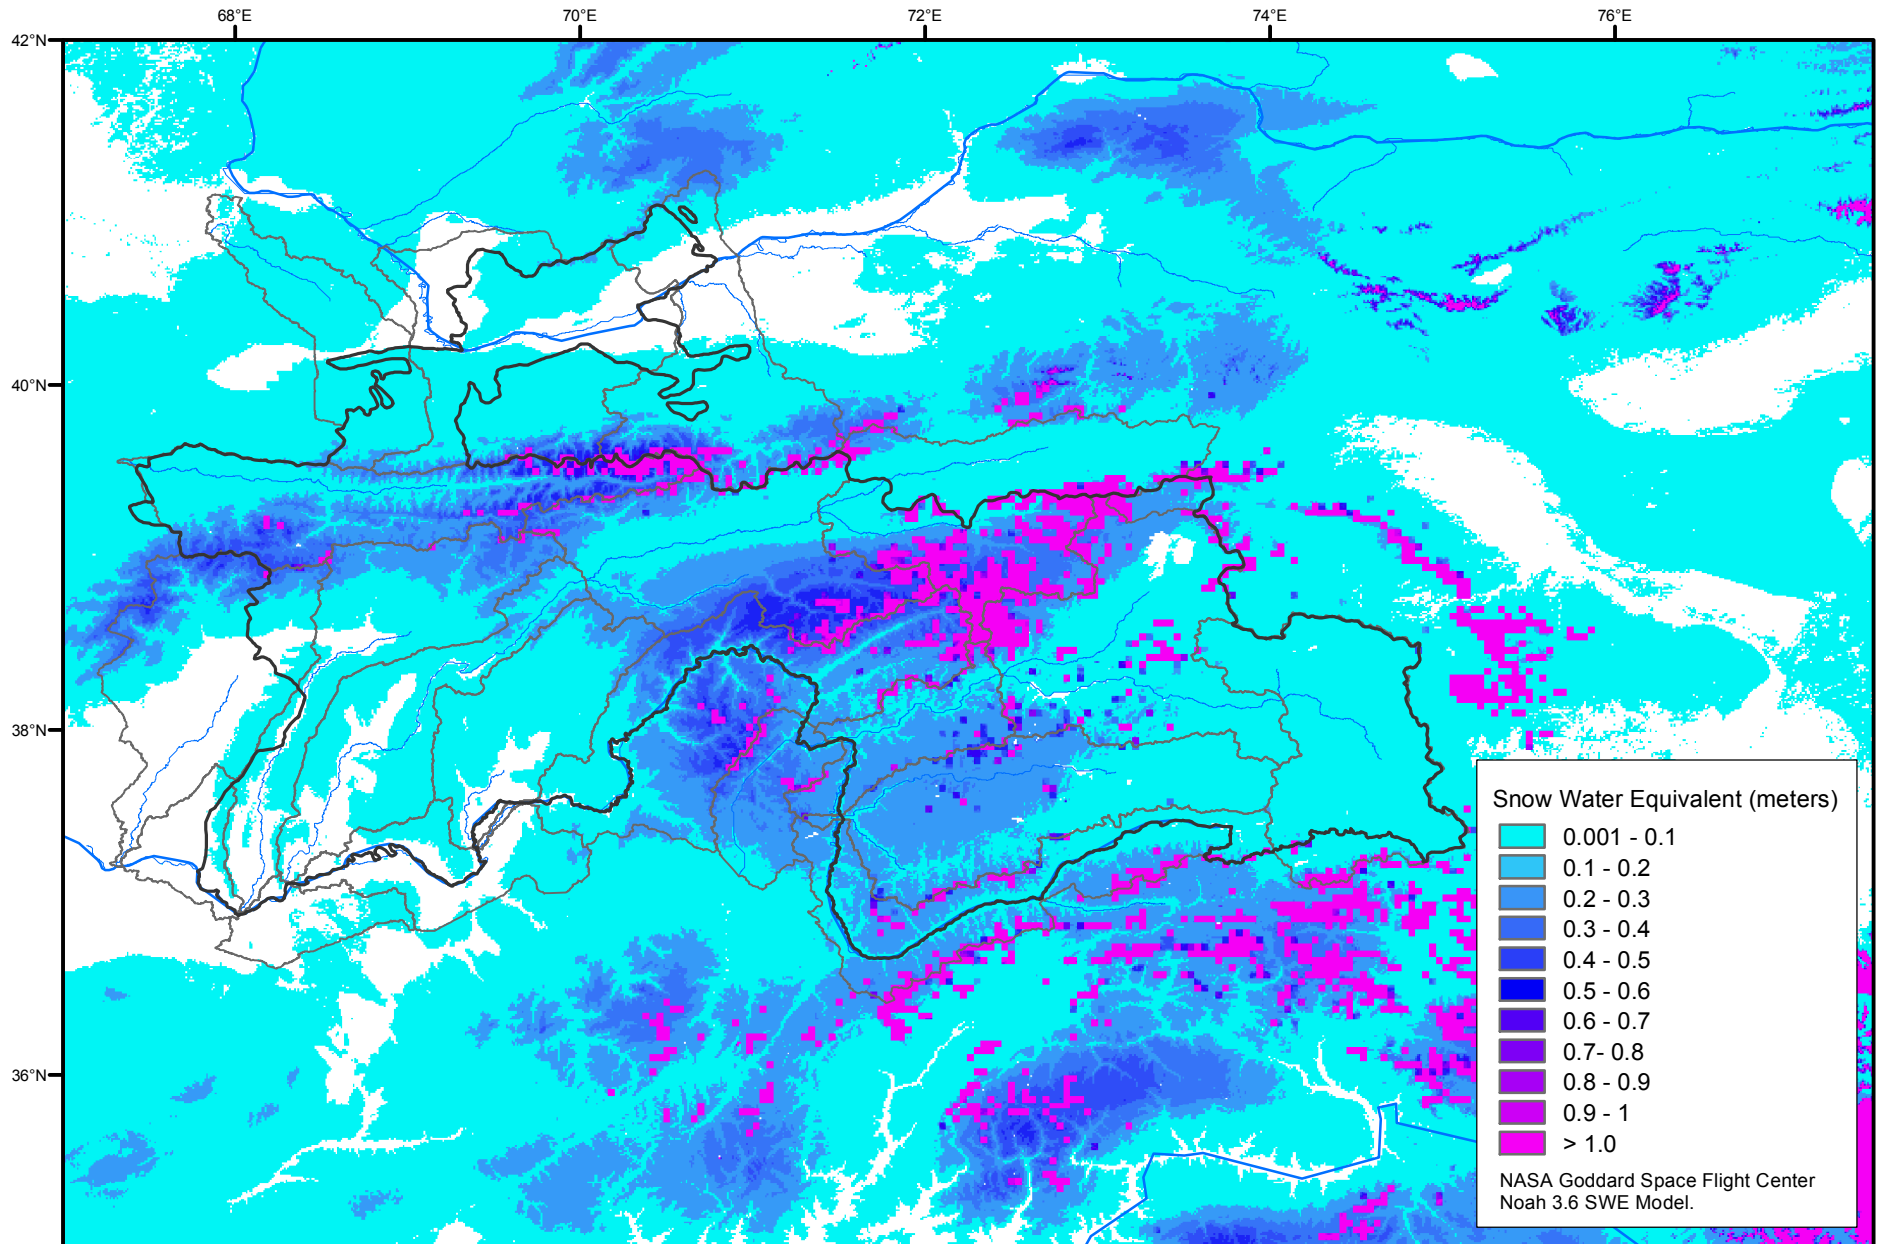 68°E 70°E 72°E 74°E 76°E
42°N
40°N
38°N
36°N
Snow Water Equivalent (meters)
0.001 - 0.1
0.1 - 0.2
0.2 - 0.3
0.3 - 0.4
0.4 - 0.5
0.5 - 0.6
0.6 - 0.7
0.7- 0.8
0.8 - 0.9
0.9 - 1
> 1.0
NASA Goddard Space Flight Center
Noah 3.6 SWE Model.